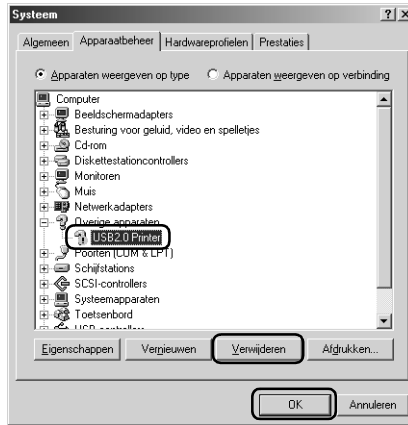 Systeem
Algemeen Apparaatbeheer Hardwareprofielen Prestaties
Apparaten weergeven op type Apparaten weergeven op verbinding
Computer
Beeldschermadapters
Besturing voor geluid, video en spelletjes
Cd-rom
Diskettestationcontrollers
Monitoren
Muis
Netwerkadapters
Overige apparaten
USB2.0 Printer
Poorten (COM & LPT)
Schijfstations
SCSI-controllers
Systeemapparaten
Toetsenbord
USB-controllers
Eigenschappen Vernieuwen Verwijderen Afdrukken...
OK Annuleren